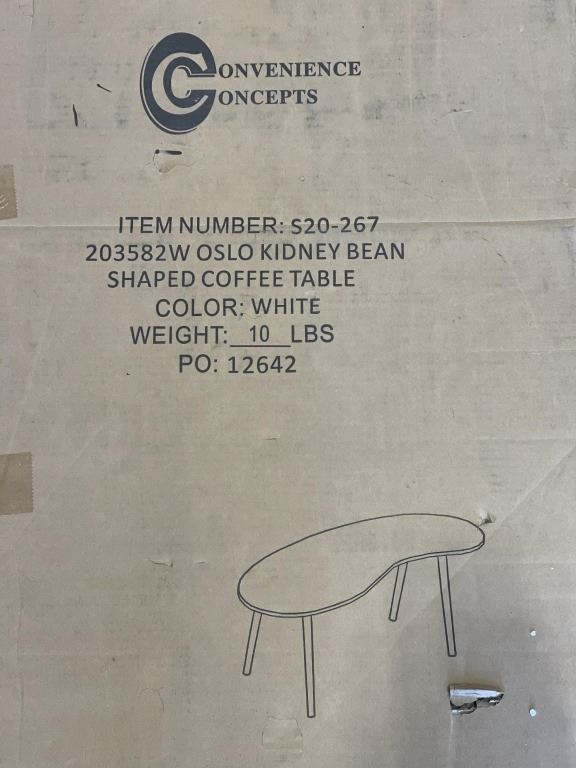 CONVENIENCE
CONCEPTS
ITEM NUMBER: S20-267
203582W OSLO KIDNEY BEAN
SHAPED COFFEE TABLE
COLOR: WHITE
WEIGHT: 10 LBS
PO: 12642